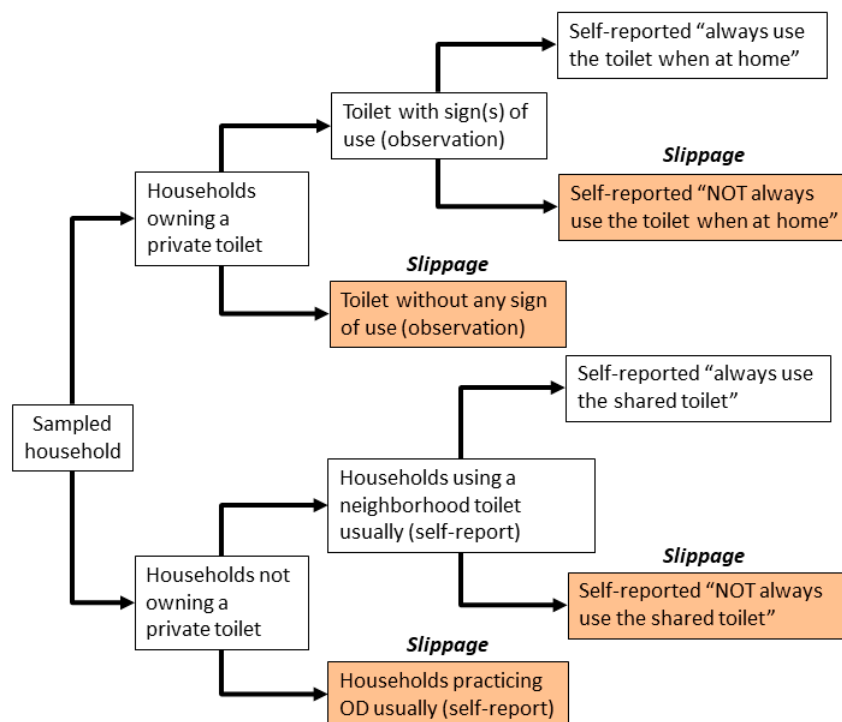 Self-reported “always use
the toilet when at home”
Toilet with sign(s) of
use (observation)
Slippage
Self-reported “NOT always
use the toilet when at home”
Households
owning a
private toilet
Slippage
Toilet without any sign
of use (observation)
Sampled
household
Self-reported “always use
the shared toilet”
Households using a
neighborhood toilet
usually (self-report)
Slippage
Self-reported “NOT always
use the shared toilet”
Households not
owning a
private toilet
Slippage
Households practicing
OD usually (self-report)